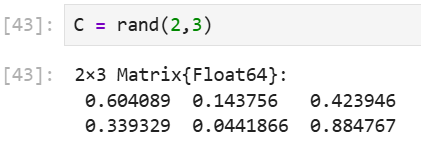 [43]: C = rand(2,3)
[43]: 2×3 Matrix{Float64}:
0.604089 0.143756 0.423946
0.339329 0.0441866 0.884767